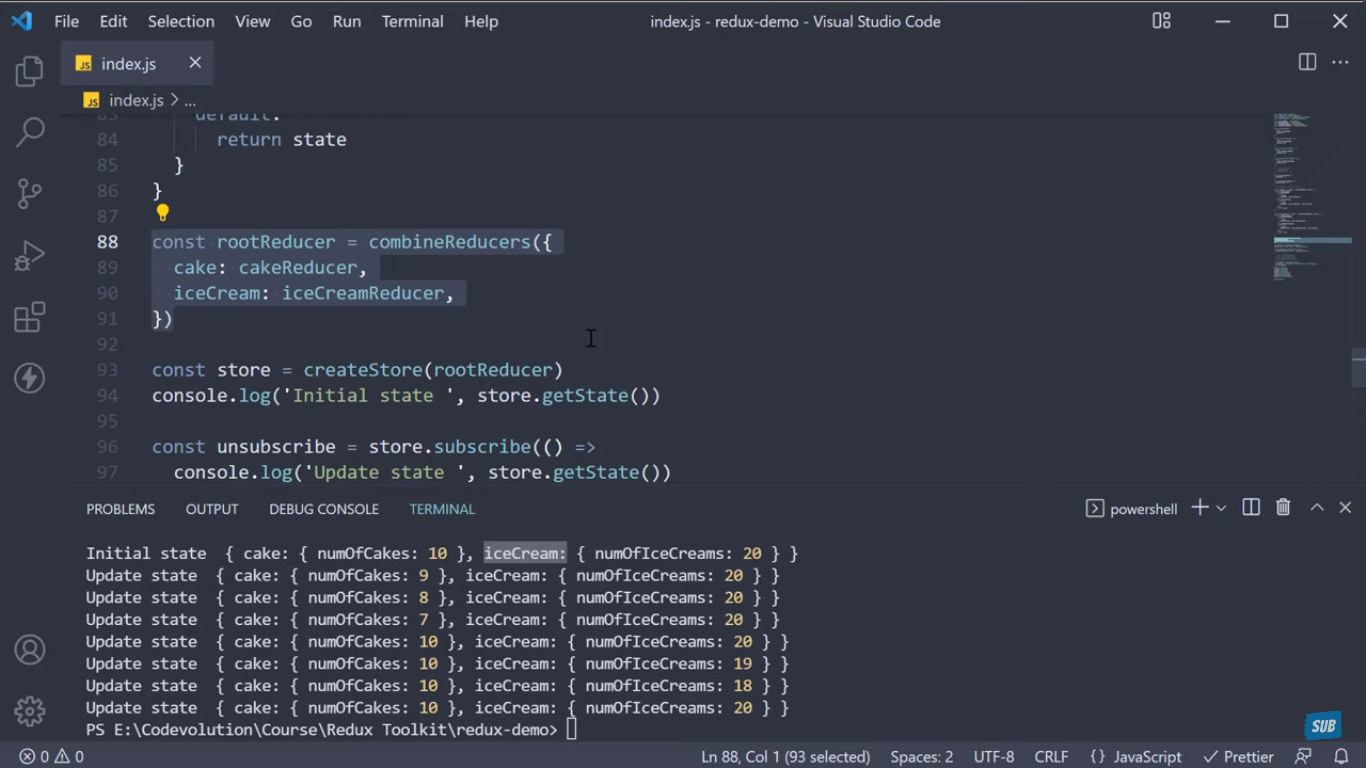 File Edit Selection View Go Run Terminal Help index.js - redux-demo - Visual Studio Code
JS index.js
JS index.js > ...
83 default:
84 return state
85 }
86 }
87
88 const rootReducer = combineReducers({
89 cake: cakeReducer,
90 iceCream: iceCreamReducer,
91 })
92
93 const store = createStore(rootReducer)
94 console.log('Initial state ', store.getState())
95
96 const unsubscribe = store.subscribe(() =>
97 console.log('Update state ', store.getState())
PROBLEMS OUTPUT DEBUG CONSOLE TERMINAL powershell
Initial state { cake: { numOfCakes: 10 }, iceCream: { numOfIceCreams: 20 } }
Update state { cake: { numOfCakes: 9 }, iceCream: { numOfIceCreams: 20 } }
Update state { cake: { numOfCakes: 8 }, iceCream: { numOfIceCreams: 20 } }
Update state { cake: { numOfCakes: 7 }, iceCream: { numOfIceCreams: 20 } }
Update state { cake: { numOfCakes: 10 }, iceCream: { numOfIceCreams: 20 } }
Update state { cake: { numOfCakes: 10 }, iceCream: { numOfIceCreams: 19 } }
Update state { cake: { numOfCakes: 10 }, iceCream: { numOfIceCreams: 18 } }
Update state { cake: { numOfCakes: 10 }, iceCream: { numOfIceCreams: 20 } }
PS E:\Codevolution\Course\Redux Toolkit\redux-demo>
SUB
0 0 Ln 88, Col 1 (93 selected) Spaces: 2 UTF-8 CRLF {} JavaScript Prettier